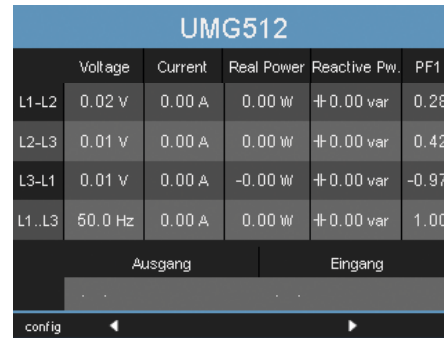 UMG512
Voltage Current Real Power Reactive Pw. PF1
L1-L2 0.02 V 0.00 A 0.00 W 0.00 var 0.28
L2-L3 0.01 V 0.00 A 0.00 W 0.00 var 0.42
L3-L1 0.01 V 0.00 A -0.00 W 0.00 var -0.97
L1..L3 50.0 Hz 0.00 A 0.00 W 0.00 var 1.00
Ausgang Eingang
. . . .
config